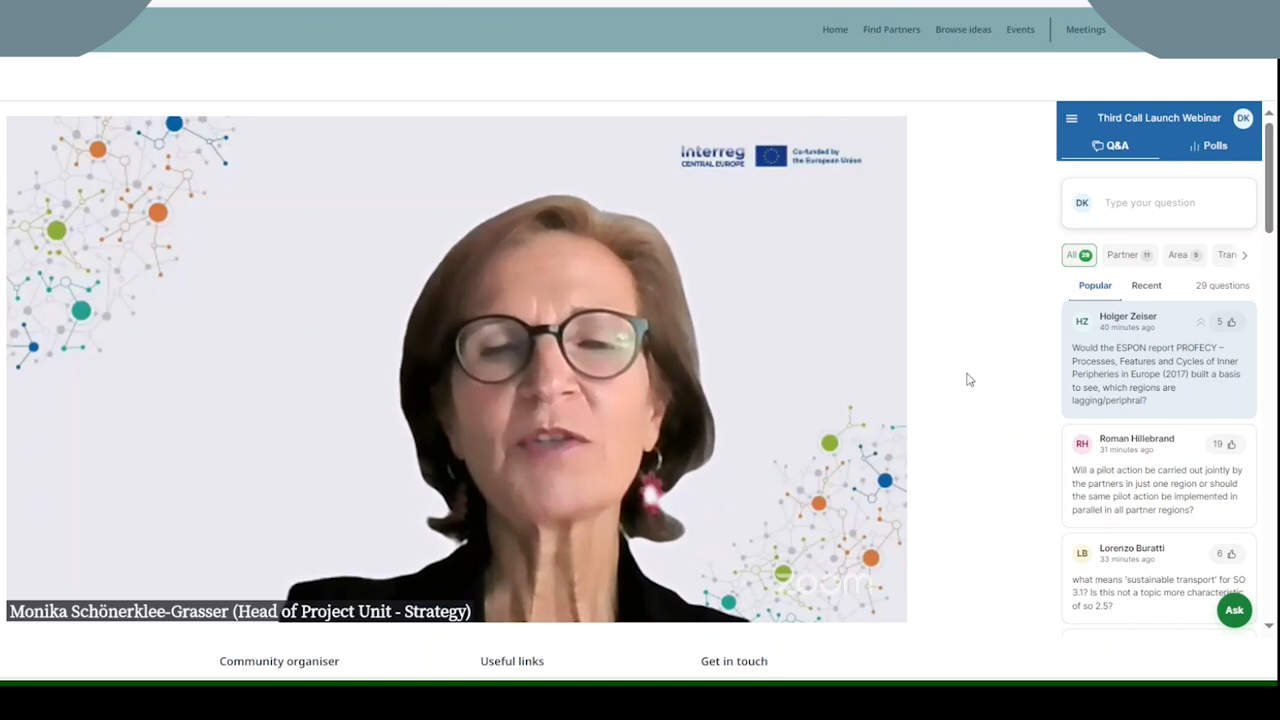 Home Find Partners Browse ideas Events Meetings
Interreg
CENTRAL EUROPE
Co-funded by
the European Union
zoom
Monika Schönerklee-Grasser (Head of Project Unit - Strategy)
Third Call Launch Webinar DK
Q&A Polls
DK Type your question
All 29 Partner 11 Area 5 Tran
Popular Recent 29 questions
HZ Holger Zeiser 5
40 minutes ago
Would the ESPON report PROFECY –
Processes, Features and Cycles of Inner
Peripheries in Europe (2017) built a basis
to see, which regions are
lagging/periphral?
RH Roman Hillebrand 19
31 minutes ago
Will a pilot action be carried out jointly by
the partners in just one region or should
the same pilot action be implemented in
parallel in all partner regions?
LB Lorenzo Buratti 6
33 minutes ago
what means 'sustainable transport' for SO
3.1? Is this not a topic more characteristic
of so 2.5?
Ask
Community organiser Useful links Get in touch